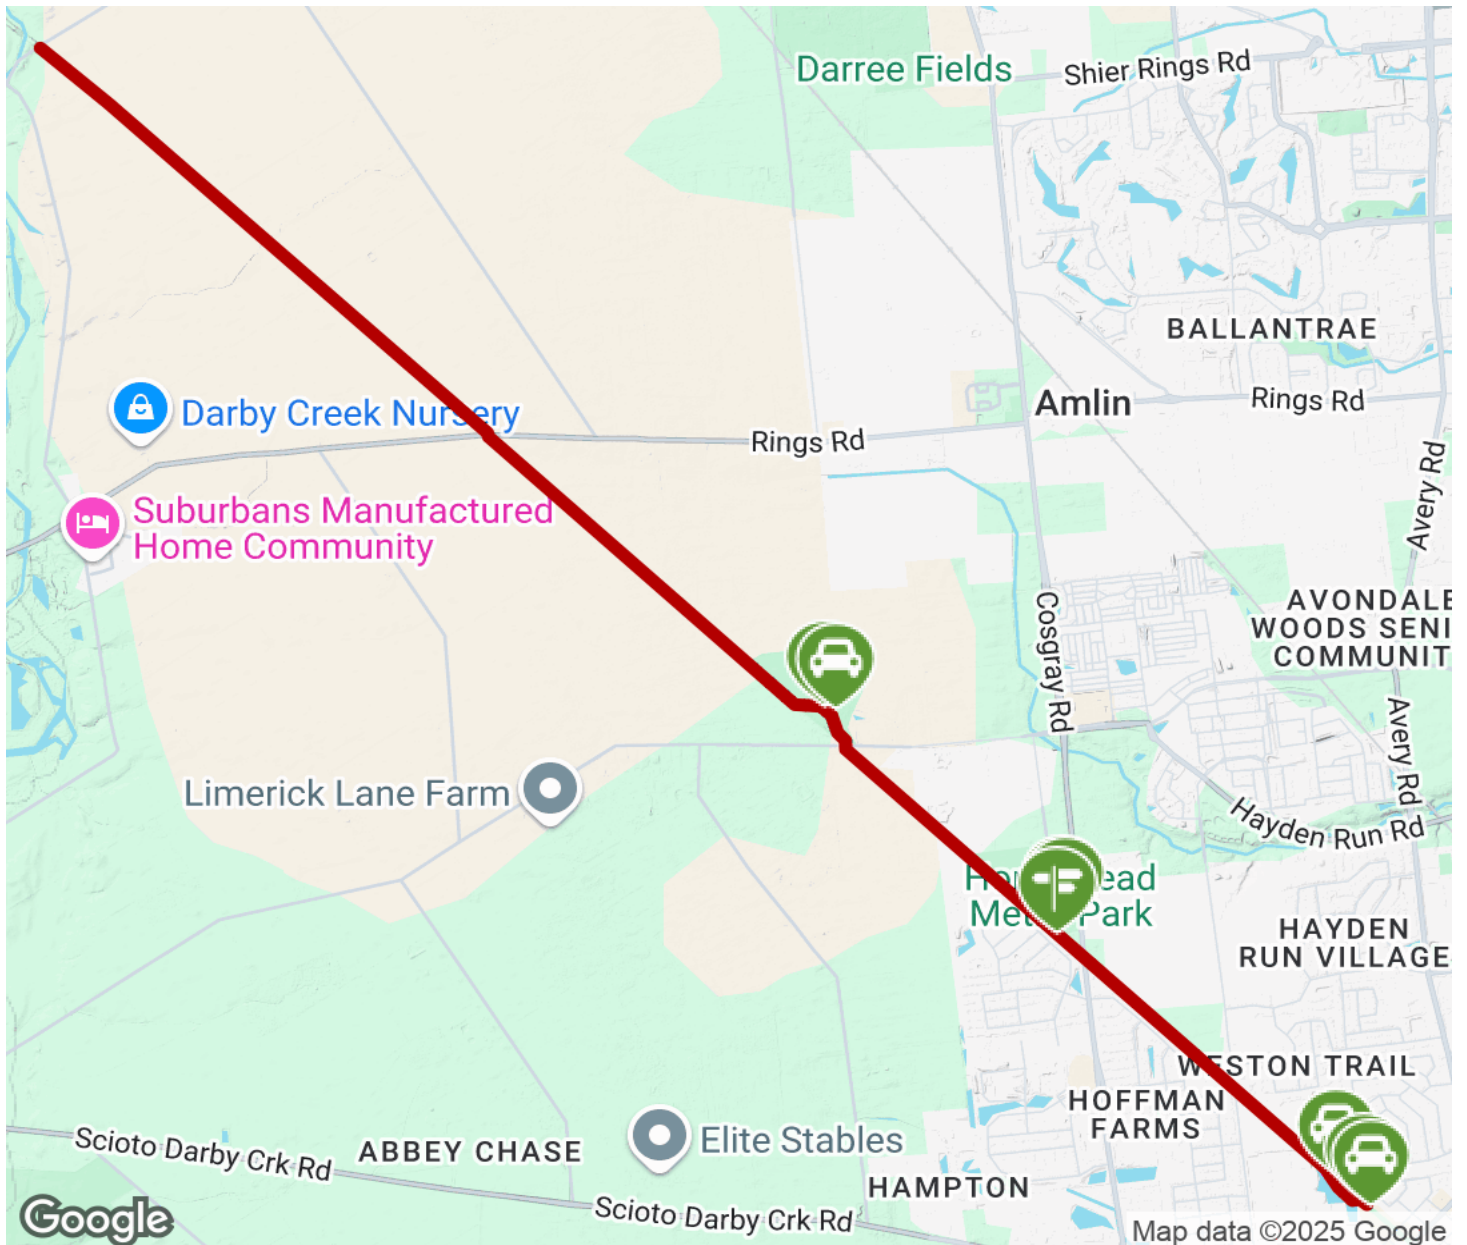 Darree Fields
Shier Rings Rd
BALLANTRAE
Darby Creek Nursery
Amlin
Rings Rd
Rings Rd
Avery Rd
Suburbans Manufactured
Home Community
Cosgray Rd
AVONDALE
WOODS SENI
COMMUNIT
Avery Rd
Limerick Lane Farm
Hayden Run Rd
HAYDEN
RUN VILLAGE
WESTON TRAIL
HOFFMAN
FARMS
Scioto Darby Crk Rd
ABBEY CHASE
Elite Stables
HAMPTON
Scioto Darby Crk Rd
Google
Map data ©2025 Google